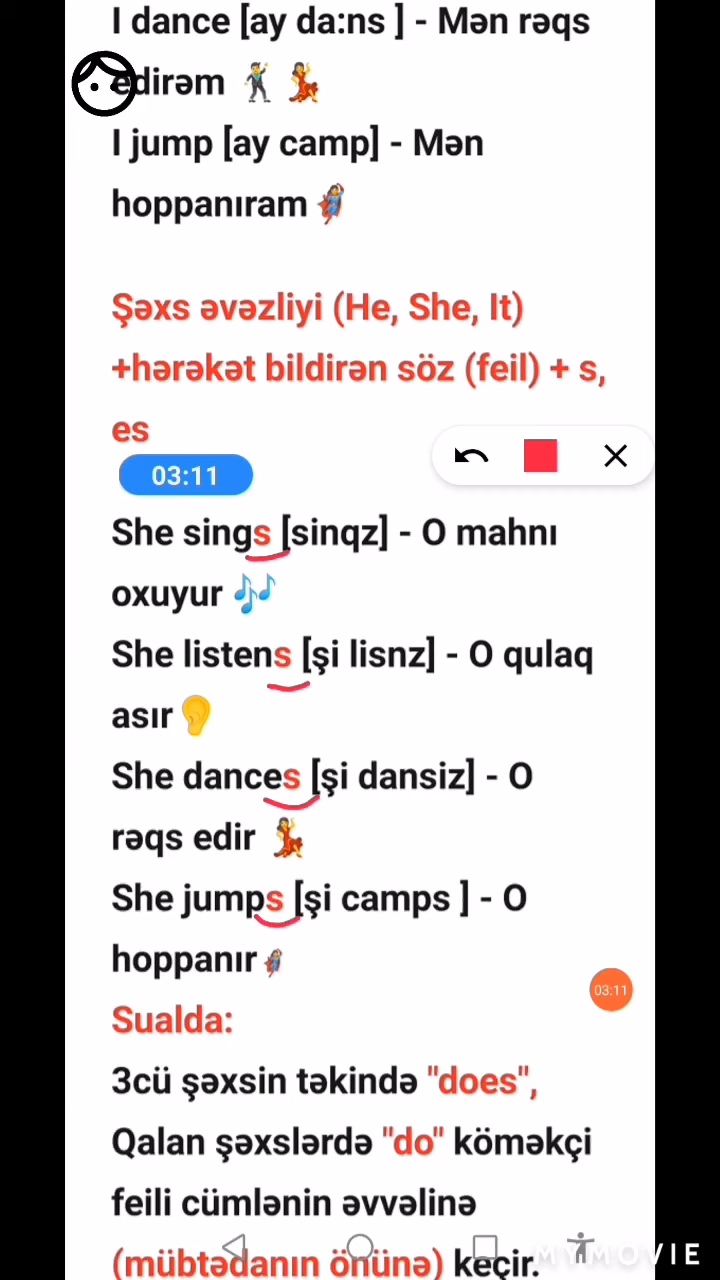 I dance [ay da:ns ] - Mən rəqs
edirəm 🕺 💃
I jump [ay camp] - Mən
hoppanıram 🦸‍♀️
Şəxs əvəzliyi (He, She, It)
+hərəkət bildirən söz (feil) + s,
es
03:11
She sings [sinqz] - O mahnı
oxuyur 🎶
She listens [şi lisnz] - O qulaq
asır 👂
She dances [şi dansiz] - O
rəqs edir 💃
She jumps [şi camps ] - O
hoppanır 🦸‍♀️
03:11
Sualda:
3cü şəxsin təkində "does",
Qalan şəxslərdə "do" köməkçi
feili cümlənin əvvəlinə
(mübtədanın önünə) keçir.
MYMOVIE